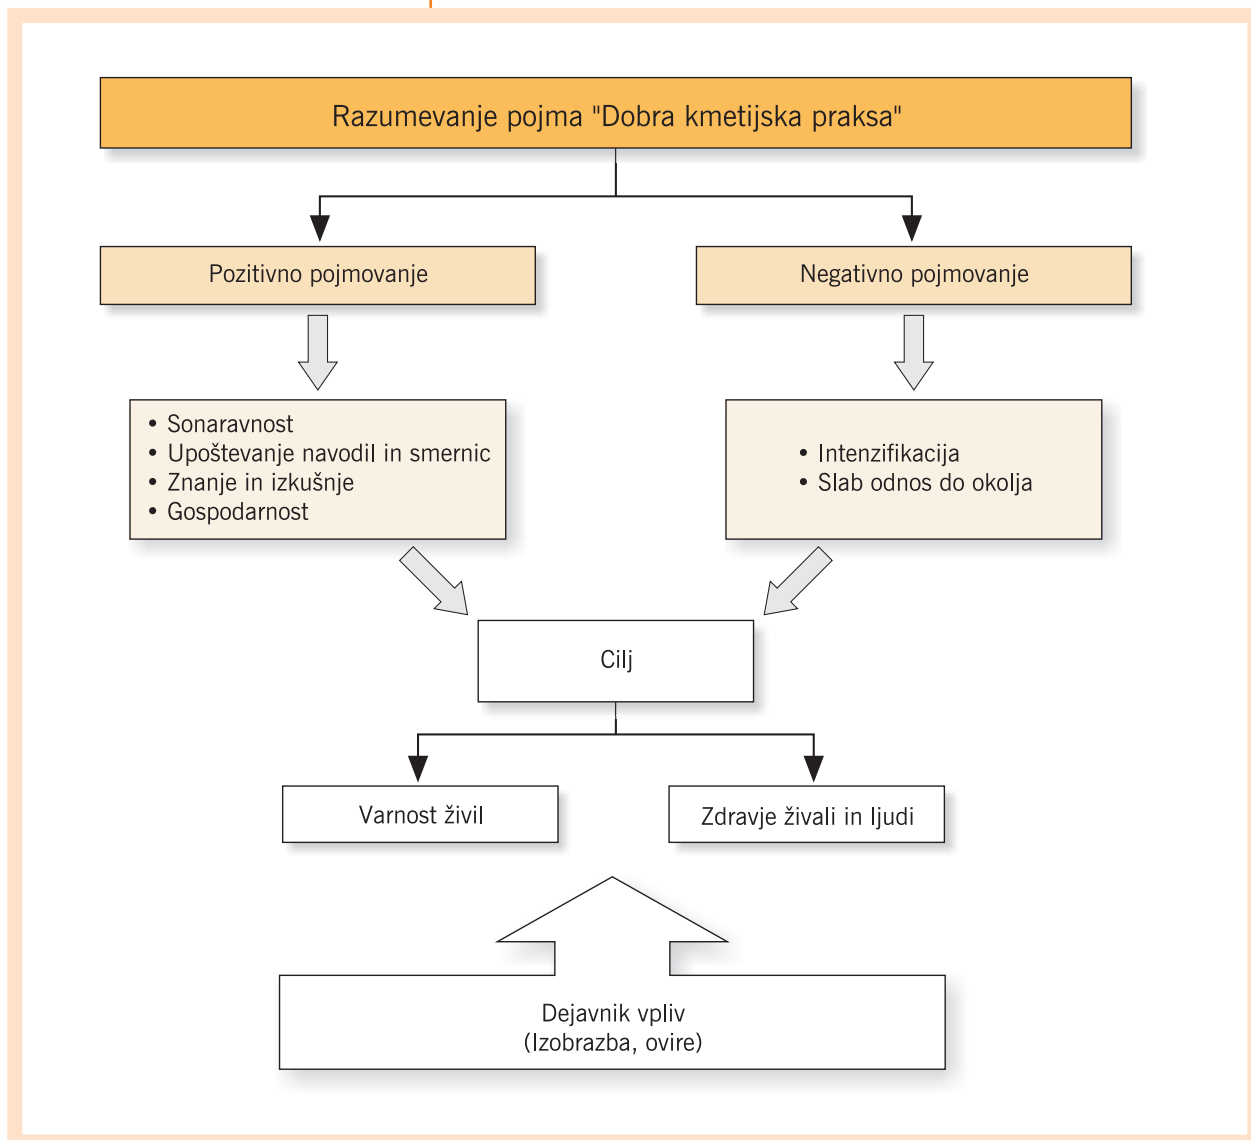 Razumevanje pojma "Dobra kmetijska praksa"
Pozitivno pojmovanje
Negativno pojmovanje
• Sonaravnost
• Upoštevanje navodil in smernic
• Znanje in izkušnje
• Gospodarnost
• Intenzifikacija
• Slab odnos do okolja
Cilj
Varnost živil
Zdravje živali in ljudi
Dejavnik vpliv
(Izobrazba, ovire)